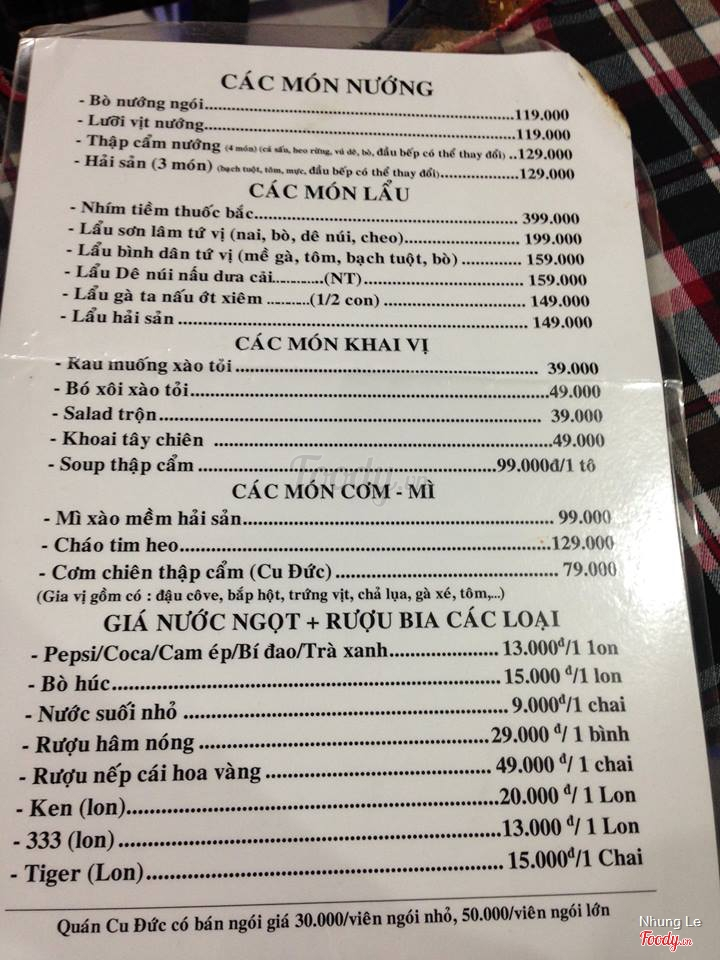 CÁC MÓN NƯỚNG
- Bò nướng ngói......................................................119.000
- Lưỡi vịt nướng......................................................119.000
- Thập cẩm nướng (4 món) (cá sấu, heo rừng, vú dê, bò, đầu bếp có thể thay đổi) ..129.000
- Hải sản (3 món) (bạch tuột, tôm, mực, đầu bếp có thể thay đổi)..............129.000
CÁC MÓN LẨU
- Nhím tiềm thuốc bắc.............................................. 399.000
- Lẩu sơn lâm tứ vị (nai, bò, dê núi, cheo).................... 199.000
- Lẩu bình dân tứ vị (mề gà, tôm, bạch tuột, bò) ........... 159.000
- Lẩu Dê núi nấu dưa cải............(NT)........................ 159.000
- Lẩu gà ta nấu ớt xiêm ..........(1/2 con)........................ 149.000
- Lẩu hải sản ............................................................ 149.000
CÁC MÓN KHAI VỊ
- Rau muống xào tỏi .................................................. 39.000
- Bó xôi xào tỏi...........................................................49.000
- Salad trộn............................................................... 39.000
- Khoai tây chiên .......................................................49.000
- Soup thập cẩm ................................................99.000đ/1 tô
Foody.vn
CÁC MÓN CƠM - MÌ
- Mì xào mềm hải sản................................................ 99.000
- Cháo tim heo..........................................................129.000
- Cơm chiên thập cẩm (Cu Đức) ................................. 79.000
(Gia vị gồm có : đậu côve, bắp hột, trứng vịt, chả lụa, gà xé, tôm,...)
GIÁ NƯỚC NGỌT + RƯỢU BIA CÁC LOẠI
- Pepsi/Coca/Cam ép/Bí đao/Trà xanh................ 13.000đ/1 1on
- Bò húc......................................................... 15.000 đ/1 lon
- Nước suối nhỏ ................................................ 9.000đ/1 chai
- Rượu hâm nóng ..........................................29.000 đ/ 1 bình
- Rượu nếp cái hoa vàng ................................. 49.000 đ/ 1 chai
- Ken (lon)......................................................20.000 đ/ 1 Lon
- 333 (lon) ......................................................13.000 đ/ 1 Lon
- Tiger (Lon).................................................... 15.000đ/1 Chai
Quán Cu Đức có bán ngói giá 30.000/viên ngói nhỏ, 50.000/viên ngói lớn
Nhung Le
Foody.vn